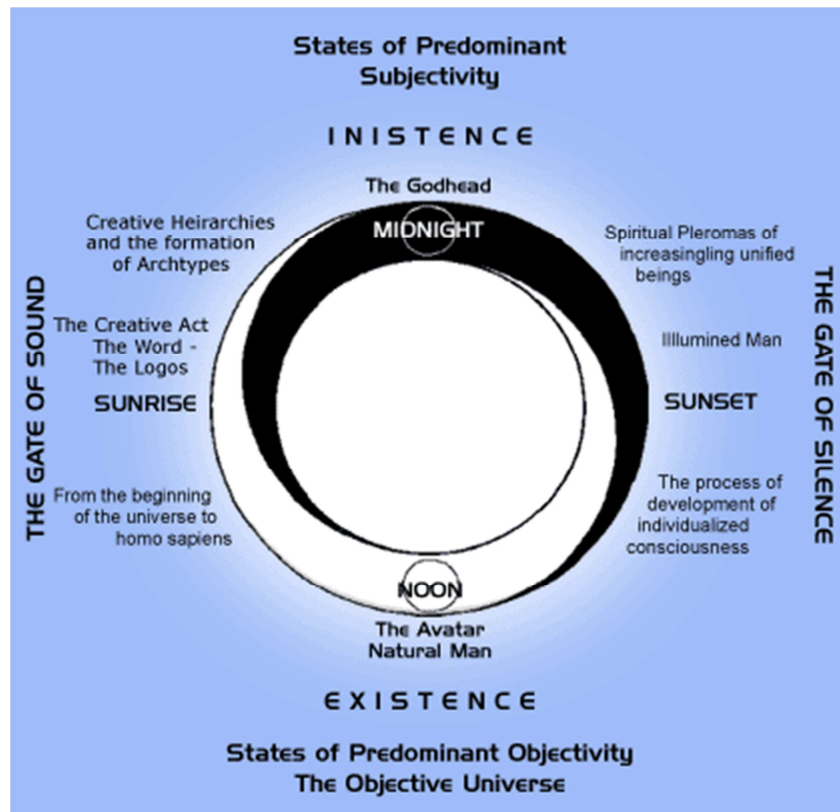 States of Predominant
Subjectivity
INISTENCE
The Godhead
MIDNIGHT
Creative Heirarchies
and the formation
of Archtypes
Spiritual Pleromas of
increasingling unified
beings
THE GATE OF SOUND
The Creative Act
The Word -
The Logos
SUNRISE
Illlumined Man
SUNSET
THE GATE OF SILENCE
From the beginning
of the universe to
homo sapiens
The process of
development of
individualized
consciousness
NOON
The Avatar
Natural Man
EXISTENCE
States of Predominant Objectivity
The Objective Universe